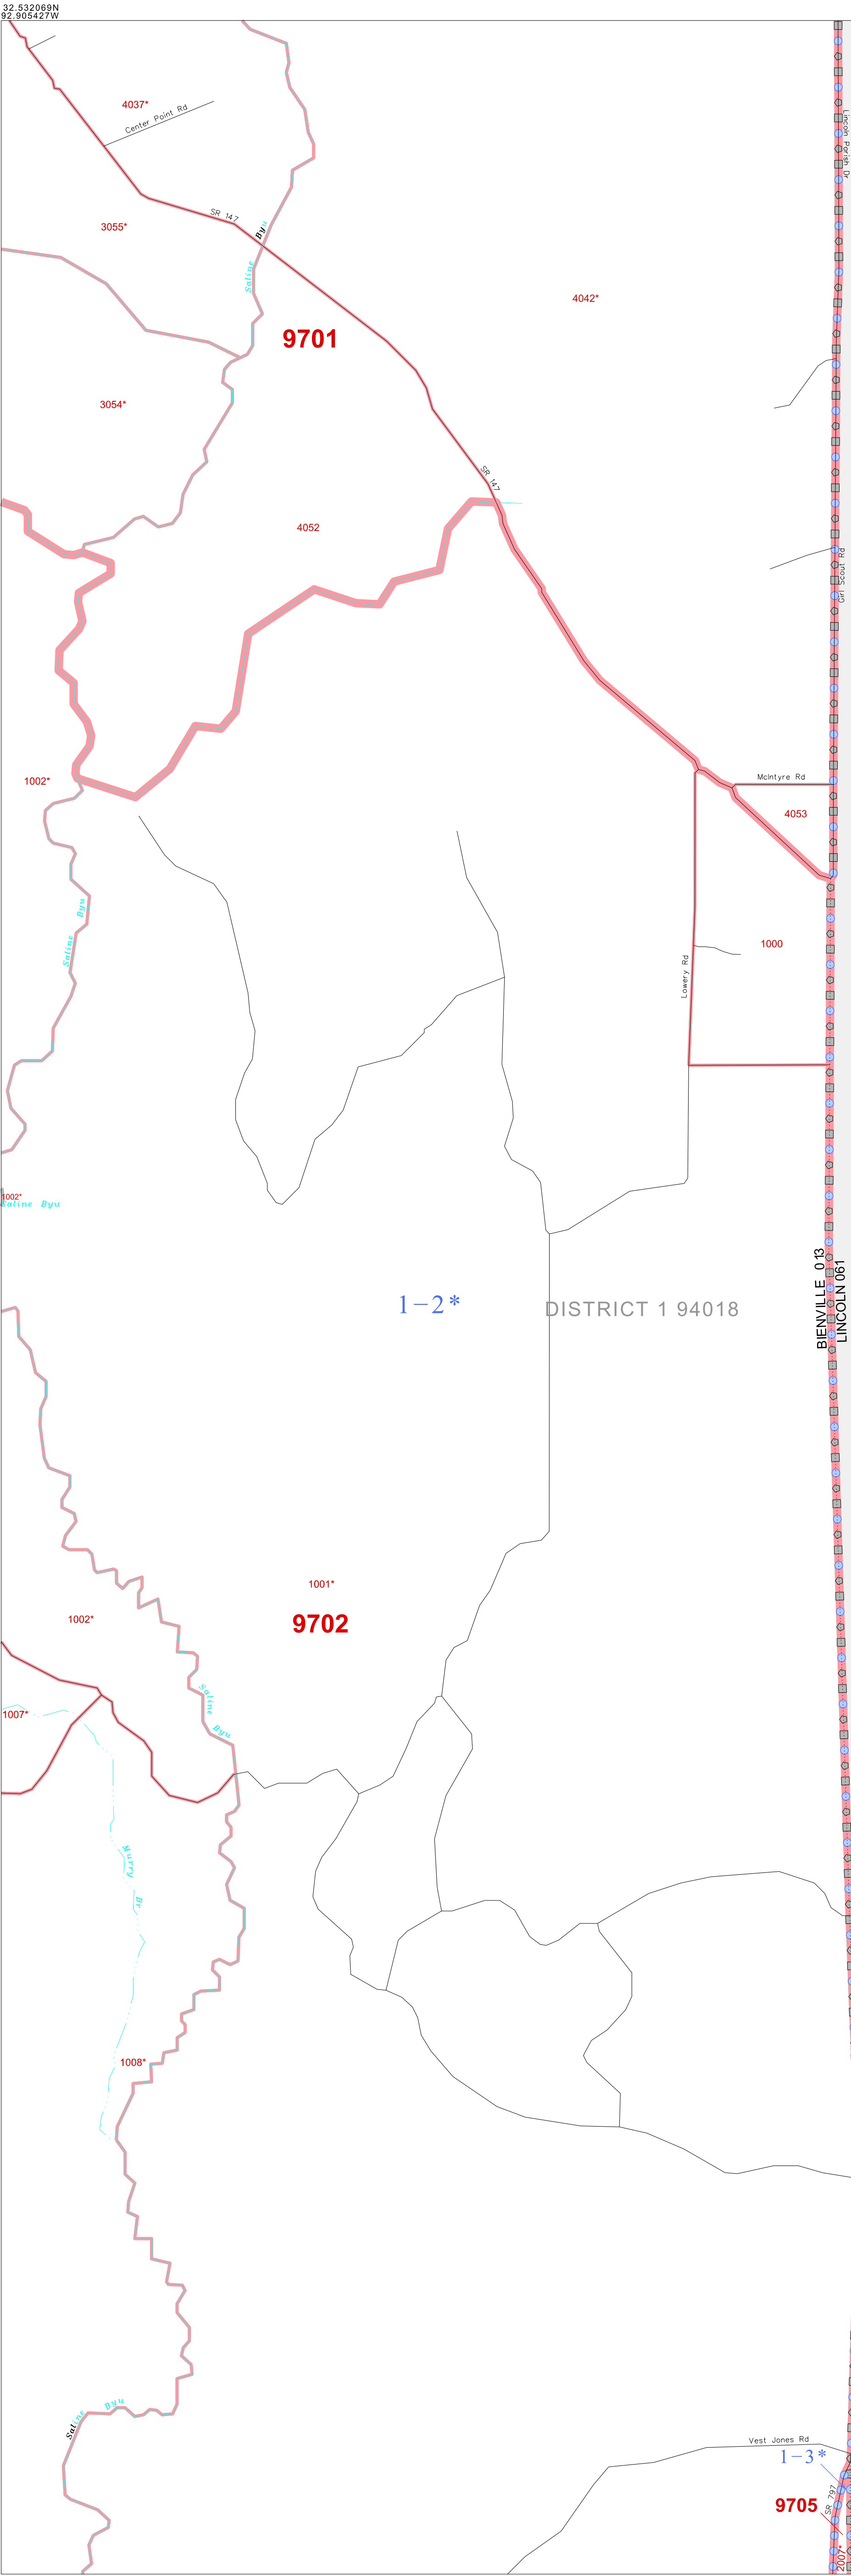 32.532069N
92.905427W
4037*
Center Point Rd
Lincoln Parish Dr
SR 147
3055*
Saline Byu
4042*
9701
3054*
SR 147
4052
Girl Scout Rd
1002*
McIntyre Rd
4053
Saline Byu
1000
Lowery Rd
1002*
Saline Byu
BIENVILLE 013
LINCOLN 061
1-2*
DISTRICT 1 94018
1001*
1002*
9702
Saline Byu
1007*
Murry Br
1008*
Saline Byu
Vest Jones Rd
1-3*
SR 797
9705
2007*